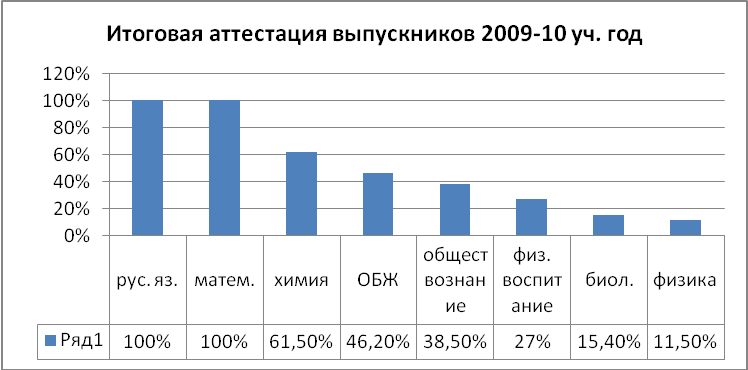 Итоговая аттестация выпускников 2009-10 уч. год
120%
100%
80%
60%
40%
20%
0%
рус. яз.
матем.
химия
ОБЖ
общест
вознан
ие
физ.
воспит
ание
биол.
физика
Ряд1 100% 100% 61,50% 46,20% 38,50% 27% 15,40% 11,50%